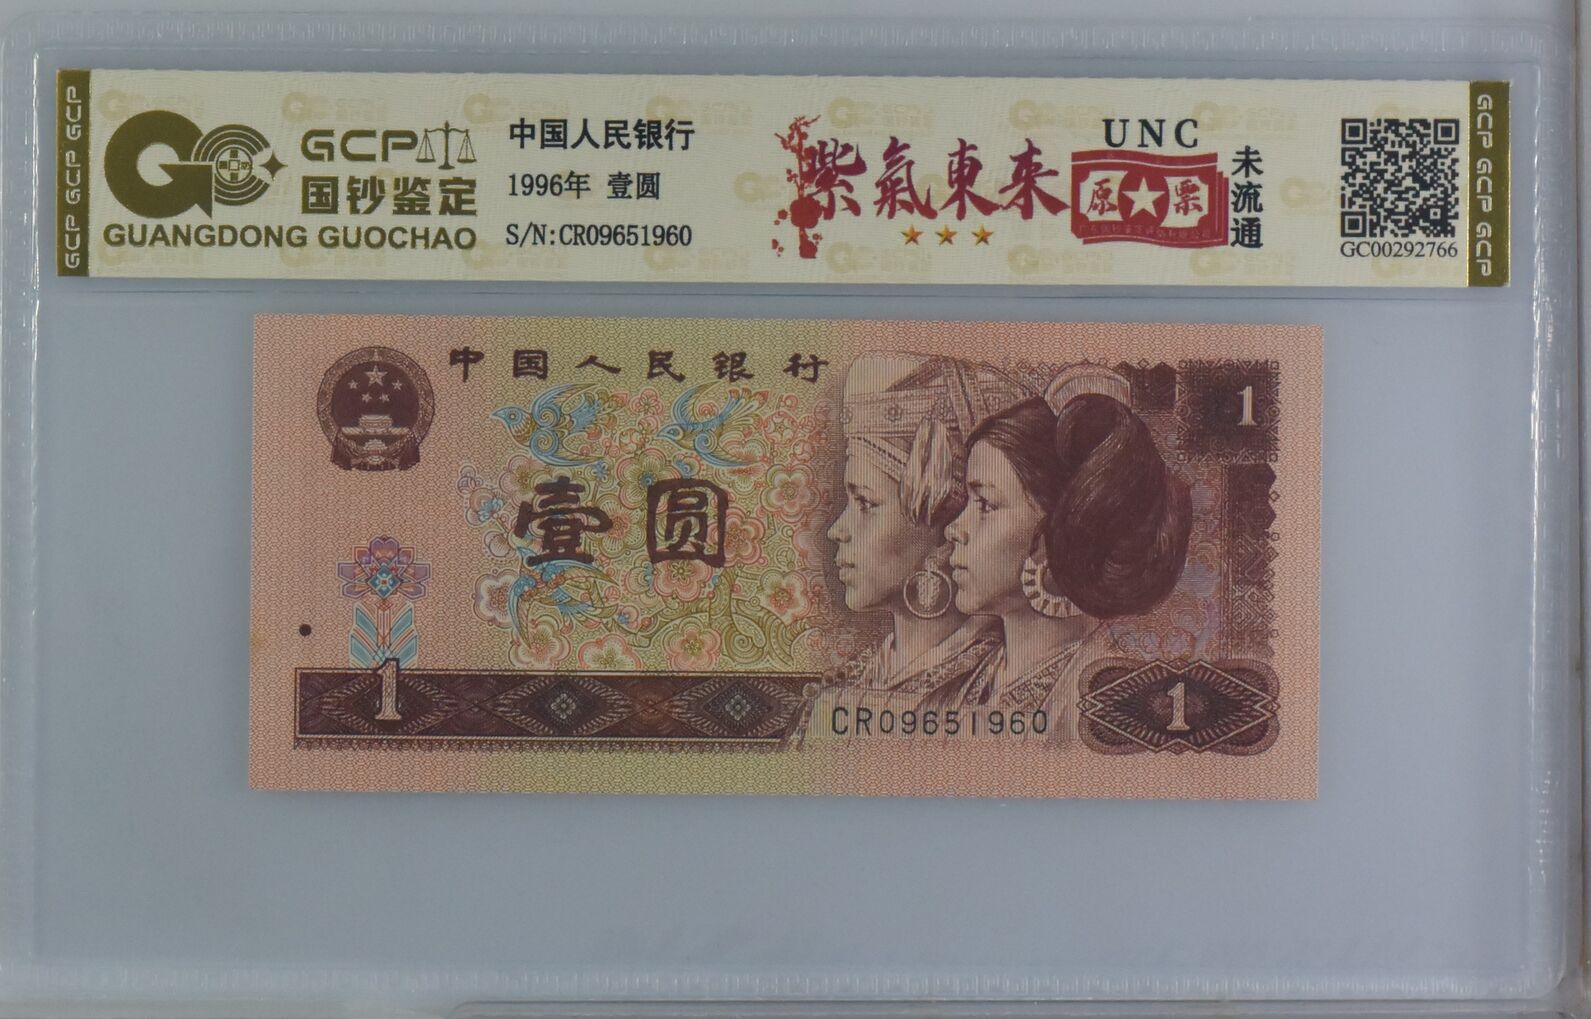 GCP GCP GCP
GCP
国钞鉴定
GUANGDONG GUOCHAO
中国人民银行
1996年 壹圆
S/N:CR09651960
紫氣東来
UNC
原 票
未流通
GC00292766
GCP GCP GCP
中国人民银行
1
壹圆
1
CR09651960
1